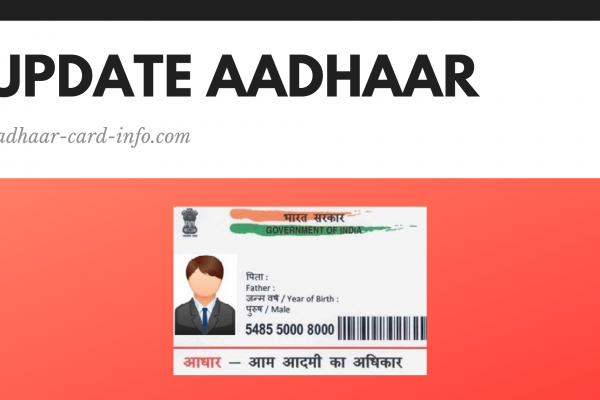 UPDATE AADHAAR
adhaar-card-info.com
भारत सरकार
GOVERNMENT OF INDIA
पिता :
Father :
जन्म वर्ष / Year of Birth :
पुरुष / Male
5485 5000 8000
आधार — आम आदमी का अधिकार